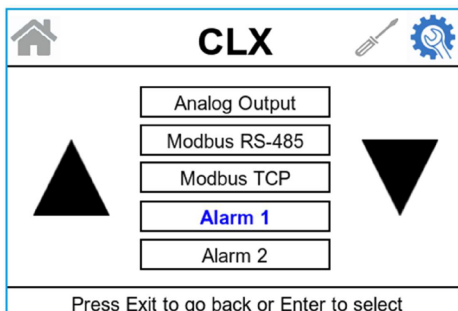 CLX
Analog Output
Modbus RS-485
Modbus TCP
Alarm 1
Alarm 2
Press Exit to go back or Enter to select